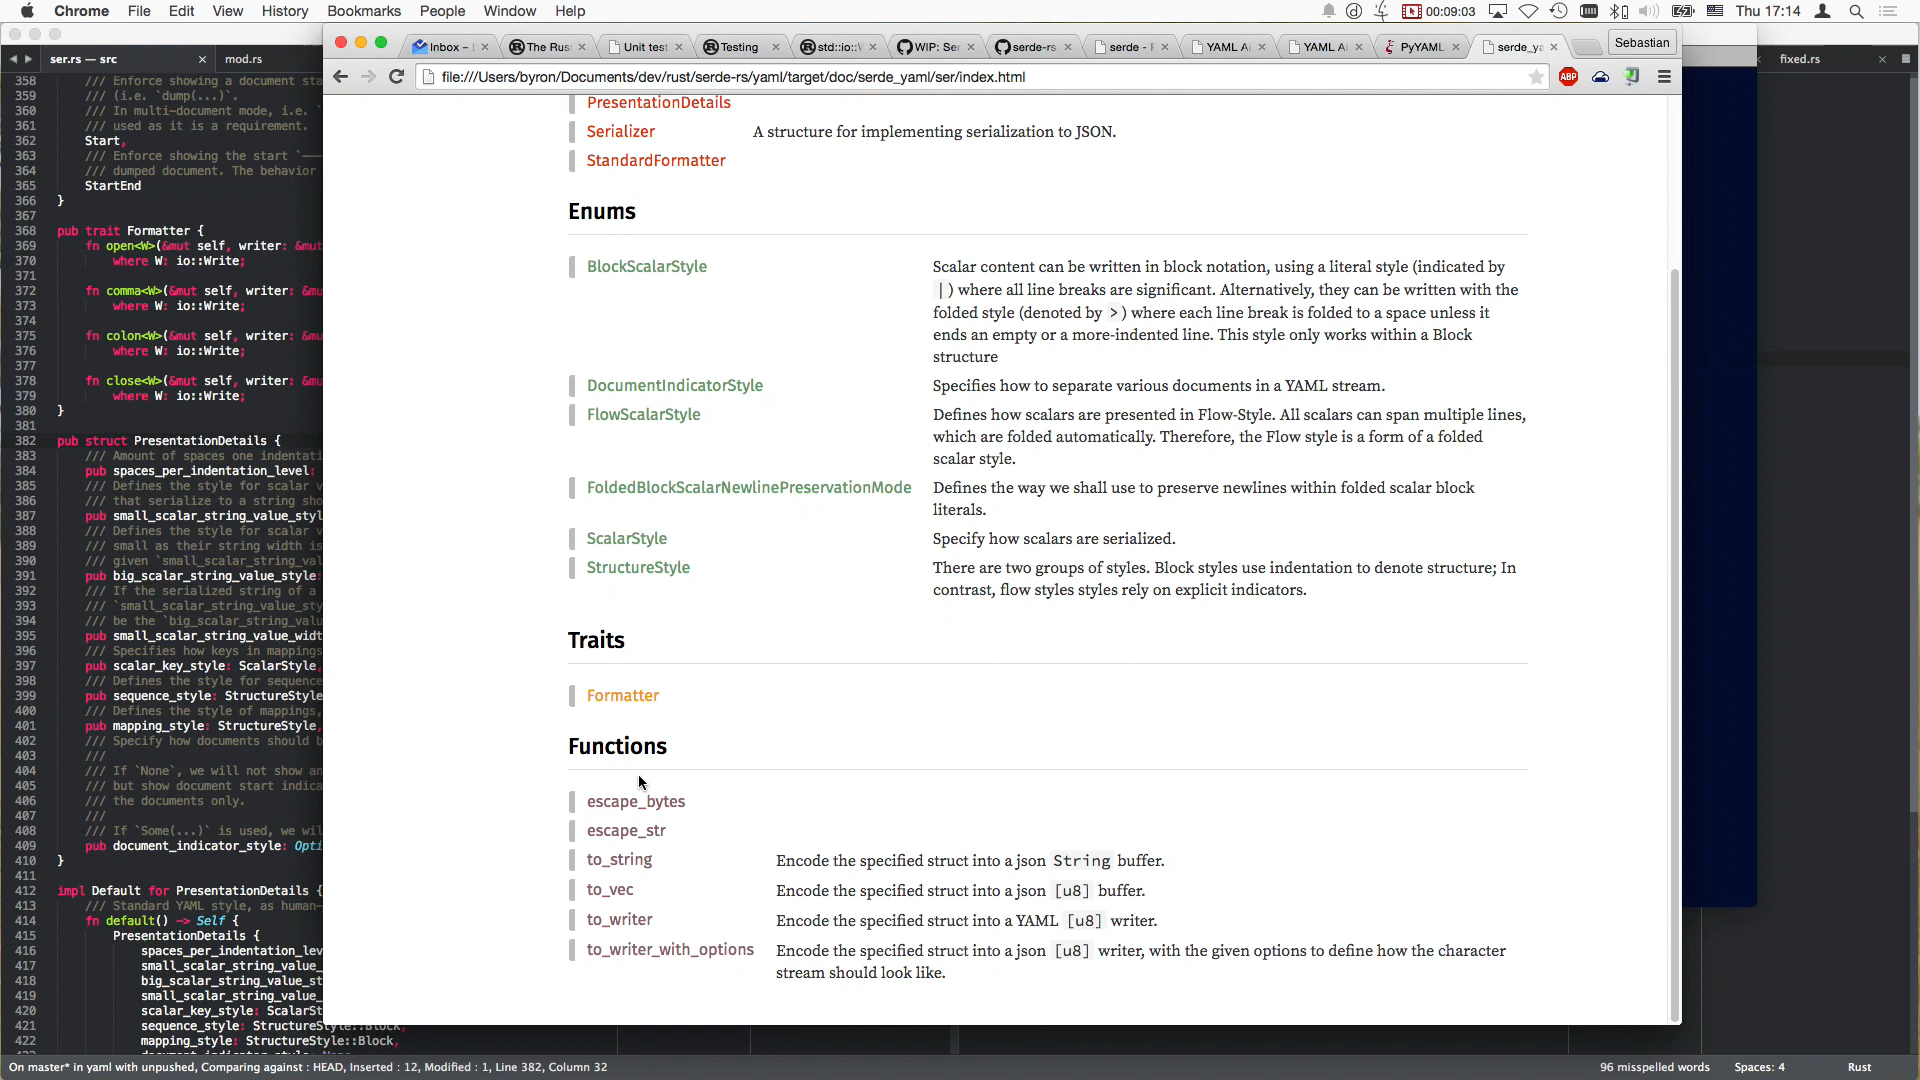 Chrome File Edit View History Bookmarks People Window Help 00:09:03 Thu 17:14
ser.rs — src mod.rs fixed.rs
Inbox – The Rus Unit test Testing std::io::W WIP: Ser serde-rs serde - YAML A YAML A PyYAML serde_ya Sebastian
file:///Users/byron/Documents/dev/rust/serde-rs/yaml/target/doc/serde_yaml/ser/index.html
358 /// Enforce showing a document sta
359 /// (i.e. `dump(...)`.
360 /// In multi-document mode, i.e. `
361 /// used as it is a requirement.
362 Start,
363 /// Enforce showing the start `
364 /// dumped document. The behavior
365 StartEnd
366 }
367
368 pub trait Formatter {
369 fn open<W>(&mut self, writer: &mut
370 where W: io::Write;
371
372 fn comma<W>(&mut self, writer: &mu
373 where W: io::Write;
374
375 fn colon<W>(&mut self, writer: &mu
376 where W: io::Write;
377
378 fn close<W>(&mut self, writer: &mu
379 where W: io::Write;
380 }
381
382 pub struct PresentationDetails {
383 /// Amount of spaces one indentati
384 pub spaces_per_indentation_level:
385 /// Defines the style for scalar v
386 /// that serialize to a string sho
387 pub small_scalar_string_value_styl
388 /// Defines the style for scalar v
389 /// small as their string width is
390 /// given `small_scalar_string_val
391 pub big_scalar_string_value_style:
392 /// If the serialized string of a
393 /// `small_scalar_string_value_sty
394 /// be the `big_scalar_string_valu
395 pub small_scalar_string_value_widt
396 /// Specifies how keys in mappings
397 pub scalar_key_style: ScalarStyle,
398 /// Defines the style for sequence
399 pub sequence_style: StructureStyle
400 /// Defines the style of mappings,
401 pub mapping_style: StructureStyle,
402 /// Specify how documents should b
403 ///
404 /// If `None`, we will not show an
405 /// but show document start indica
406 /// the documents only.
407 ///
408 /// If `Some(...)` is used, we wil
409 pub document_indicator_style: Opti
410 }
411
412 impl Default for PresentationDetails {
413 /// Standard YAML style, as human-
414 fn default() -> Self {
415 PresentationDetails {
416 spaces_per_indentation_lev
417 small_scalar_string_value_
418 big_scalar_string_value_st
419 small_scalar_string_value_
420 scalar_key_style: ScalarSt
421 sequence_style: StructureStyle::Block,
422 mapping_style: StructureStyle::Block,
PresentationDetails
Serializer A structure for implementing serialization to JSON.
StandardFormatter
Enums
BlockScalarStyle Scalar content can be written in block notation, using a literal style (indicated by
| ) where all line breaks are significant. Alternatively, they can be written with the
folded style (denoted by > ) where each line break is folded to a space unless it
ends an empty or a more-indented line. This style only works within a Block
structure
DocumentIndicatorStyle Specifies how to separate various documents in a YAML stream.
FlowScalarStyle Defines how scalars are presented in Flow-Style. All scalars can span multiple lines,
which are folded automatically. Therefore, the Flow style is a form of a folded
scalar style.
FoldedBlockScalarNewlinePreservationMode Defines the way we shall use to preserve newlines within folded scalar block
literals.
ScalarStyle Specify how scalars are serialized.
StructureStyle There are two groups of styles. Block styles use indentation to denote structure; In
contrast, flow styles styles rely on explicit indicators.
Traits
Formatter
Functions
escape_bytes
escape_str
to_string Encode the specified struct into a json String buffer.
to_vec Encode the specified struct into a json [u8] buffer.
to_writer Encode the specified struct into a YAML [u8] writer.
to_writer_with_options Encode the specified struct into a json [u8] writer, with the given options to define how the character
stream should look like.
On master* in yaml with unpushed, Comparing against : HEAD, Inserted : 12, Modified : 1, Line 382, Column 32 96 misspelled words Spaces: 4 Rust